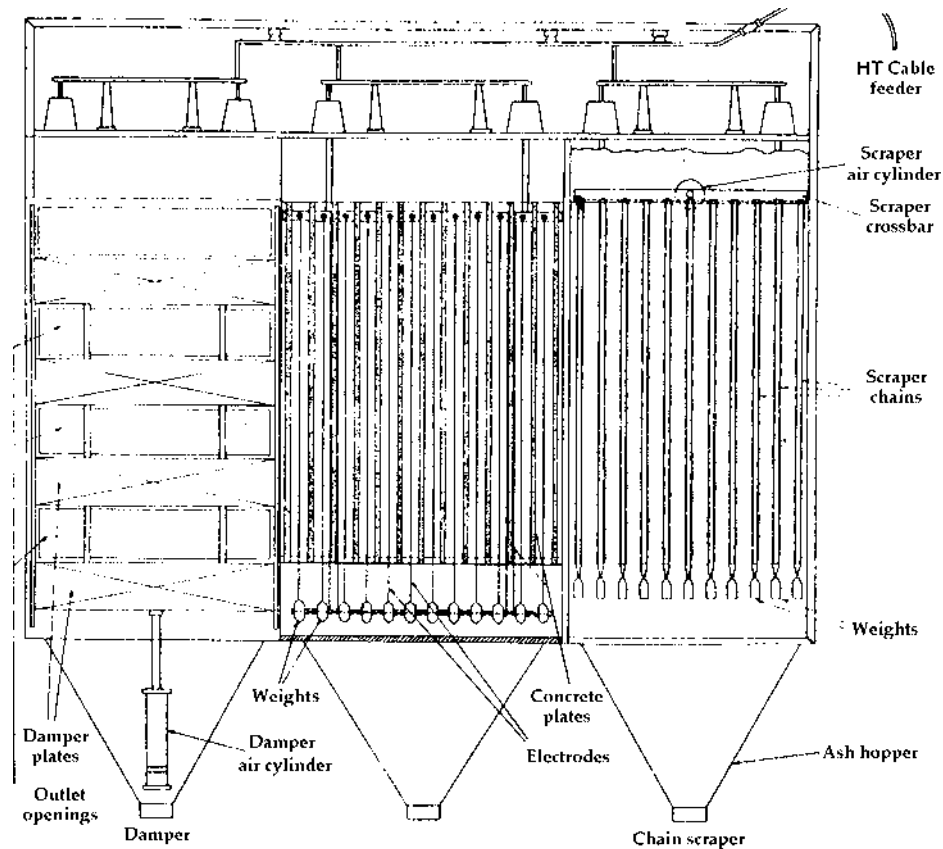 HT Cable
feeder
Scraper
air cylinder
Scraper
crossbar
Scraper
chains
Weights
Weights
Concrete
plates
Damper
plates
Damper
air cylinder
Electrodes
Ash hopper
Outlet
openings
Damper
Chain scraper